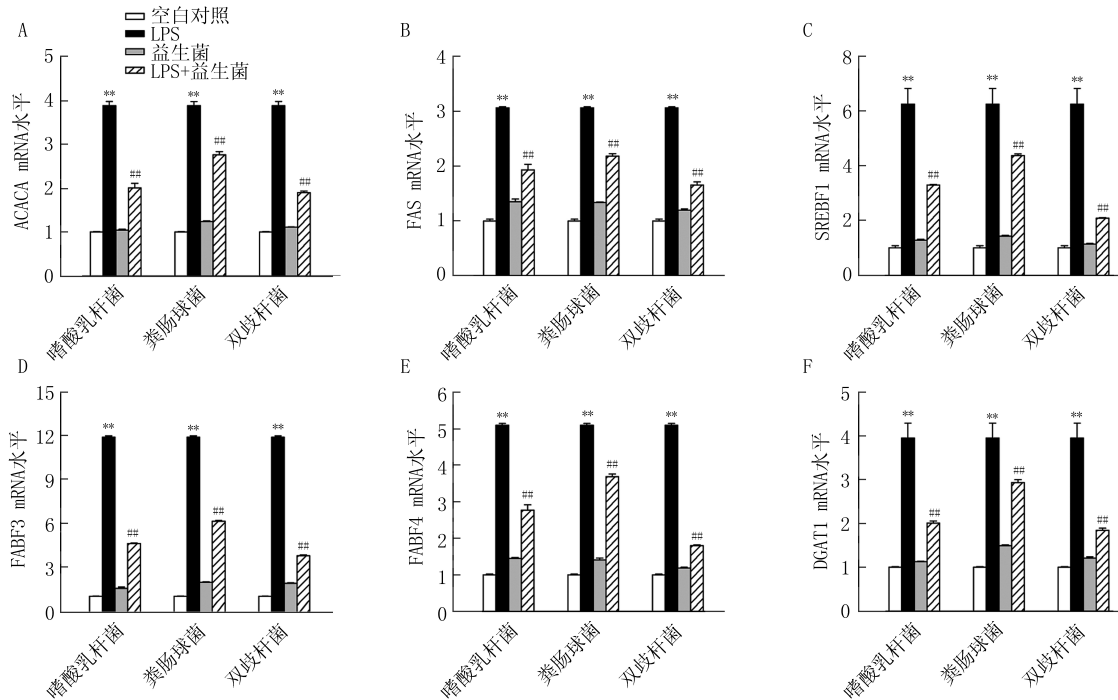 A
空白对照
LPS
益生菌
LPS+益生菌
ACACA mRNA水平
5
4
3
2
1
0
** ** **
## ## ##
嗜酸乳杆菌 粪肠球菌 双歧杆菌
B
FAS mRNA水平
4
3
2
1
0
** ** **
## ## ##
嗜酸乳杆菌 粪肠球菌 双歧杆菌
C
SREBF1 mRNA水平
8
6
4
2
0
** ** **
## ## ##
嗜酸乳杆菌 粪肠球菌 双歧杆菌
D
FABF3 mRNA水平
15
12
9
6
3
0
** ** **
## ## ##
嗜酸乳杆菌 粪肠球菌 双歧杆菌
E
FABF4 mRNA水平
6
5
4
3
2
1
0
** ** **
## ## ##
嗜酸乳杆菌 粪肠球菌 双歧杆菌
F
DGAT1 mRNA水平
5
4
3
2
1
0
** ** **
## ## ##
嗜酸乳杆菌 粪肠球菌 双歧杆菌